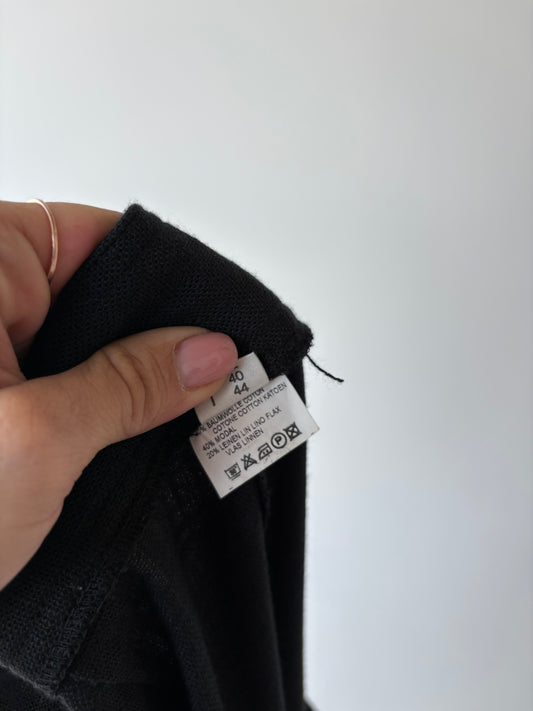 40
I 44
BAUMWOLLE COTON
COTONE COTTON KATOEN
40% MODAL
20% LEINEN LIN LINO FLAX
VLAS LINNEN
P